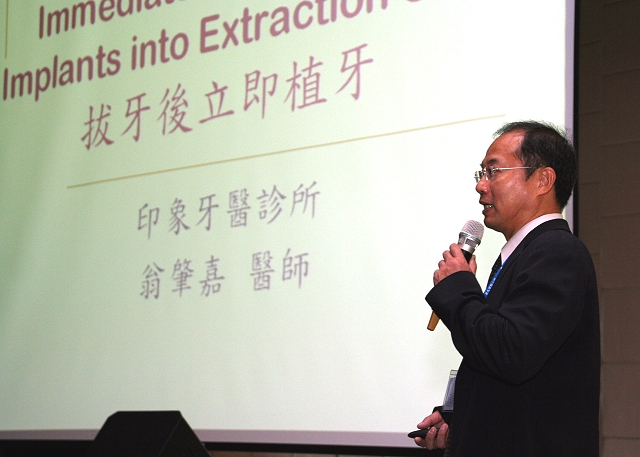 Immediate
Implants into Extraction
拔牙後立即植牙
印象牙醫診所
翁肇嘉 醫師